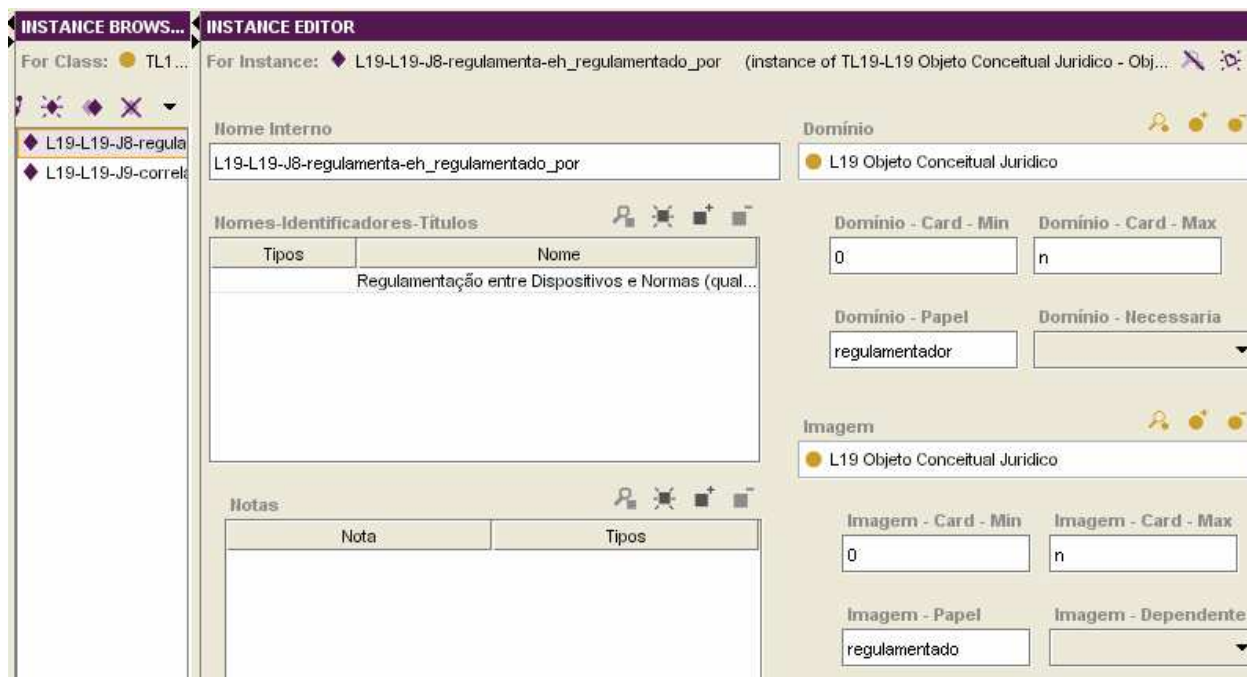 INSTANCE BROWS...
For Class: TL1...
L19-L19-J8-regula
L19-L19-J9-correla
INSTANCE EDITOR
For Instance: L19-L19-J8-regulamenta-eh_regulamentado_por (instance of TL19-L19 Objeto Conceitual Juridico - Obj...
Nome Interno
L19-L19-J8-regulamenta-eh_regulamentado_por
Nomes-Identificadores-Títulos
Tipos Nome
Regulamentação entre Dispositivos e Normas (qual...
Notas
Nota Tipos
Domínio
L19 Objeto Conceitual Juridico
Domínio - Card - Min Domínio - Card - Max
0 n
Domínio - Papel Domínio - Necessaria
regulamentador
Imagem
L19 Objeto Conceitual Juridico
Imagem - Card - Min Imagem - Card - Max
0 n
Imagem - Papel Imagem - Dependente
regulamentado